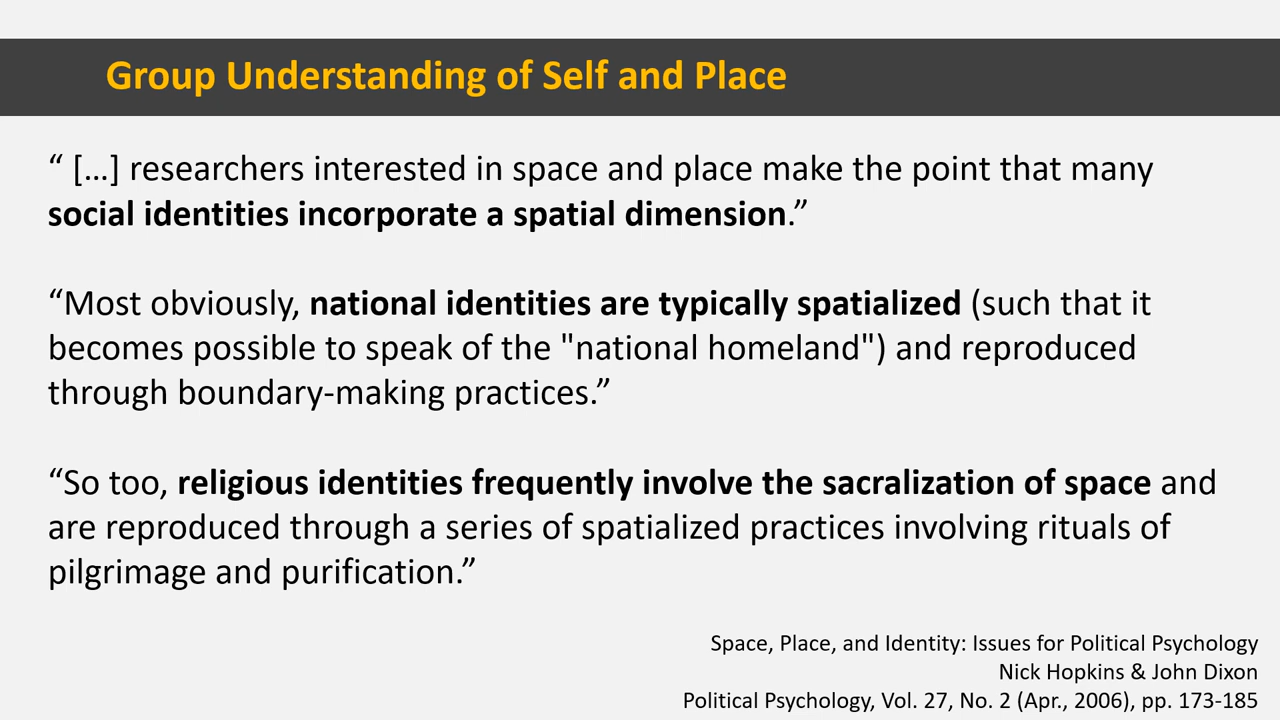 Group Understanding of Self and Place
“ […] researchers interested in space and place make the point that many
social identities incorporate a spatial dimension.”
“Most obviously, national identities are typically spatialized (such that it
becomes possible to speak of the "national homeland") and reproduced
through boundary-making practices.”
“So too, religious identities frequently involve the sacralization of space and
are reproduced through a series of spatialized practices involving rituals of
pilgrimage and purification.”
Space, Place, and Identity: Issues for Political Psychology
Nick Hopkins & John Dixon
Political Psychology, Vol. 27, No. 2 (Apr., 2006), pp. 173-185